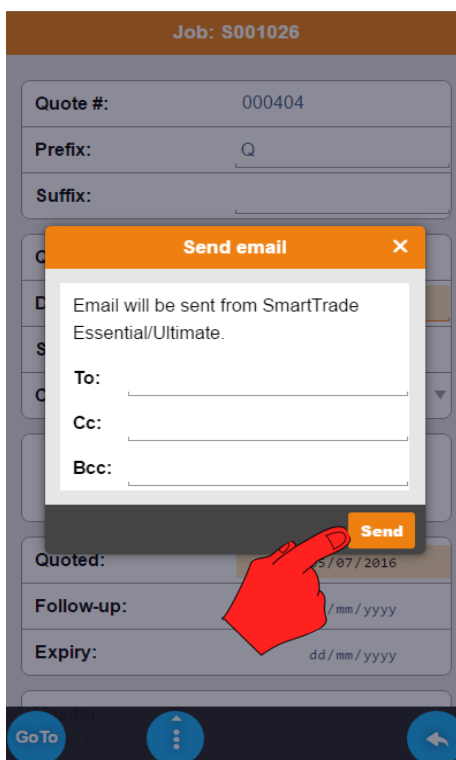 Job: S001026
Quote #: 000404
Prefix: Q
Suffix:
Send email ×
Email will be sent from SmartTrade
Essential/Ultimate.
To:
Cc:
Bcc:
Send
Quoted: 05/07/2016
Follow-up: /mm/yyyy
Expiry: dd/mm/yyyy
GoTo